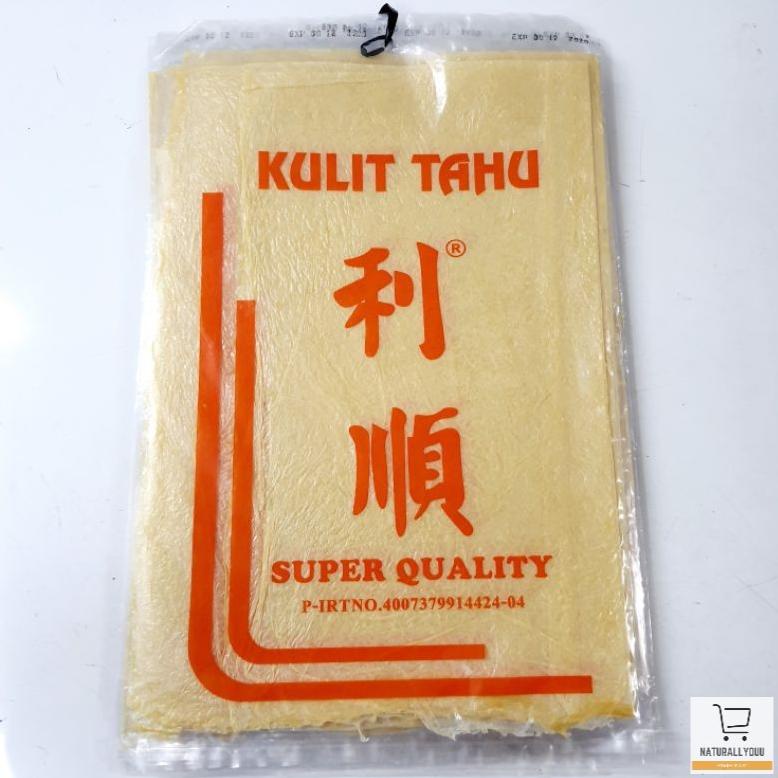 KULIT TAHU
利®
順
SUPER QUALITY
P-IRTNO.4007379914424-04
NATURALLYOUU